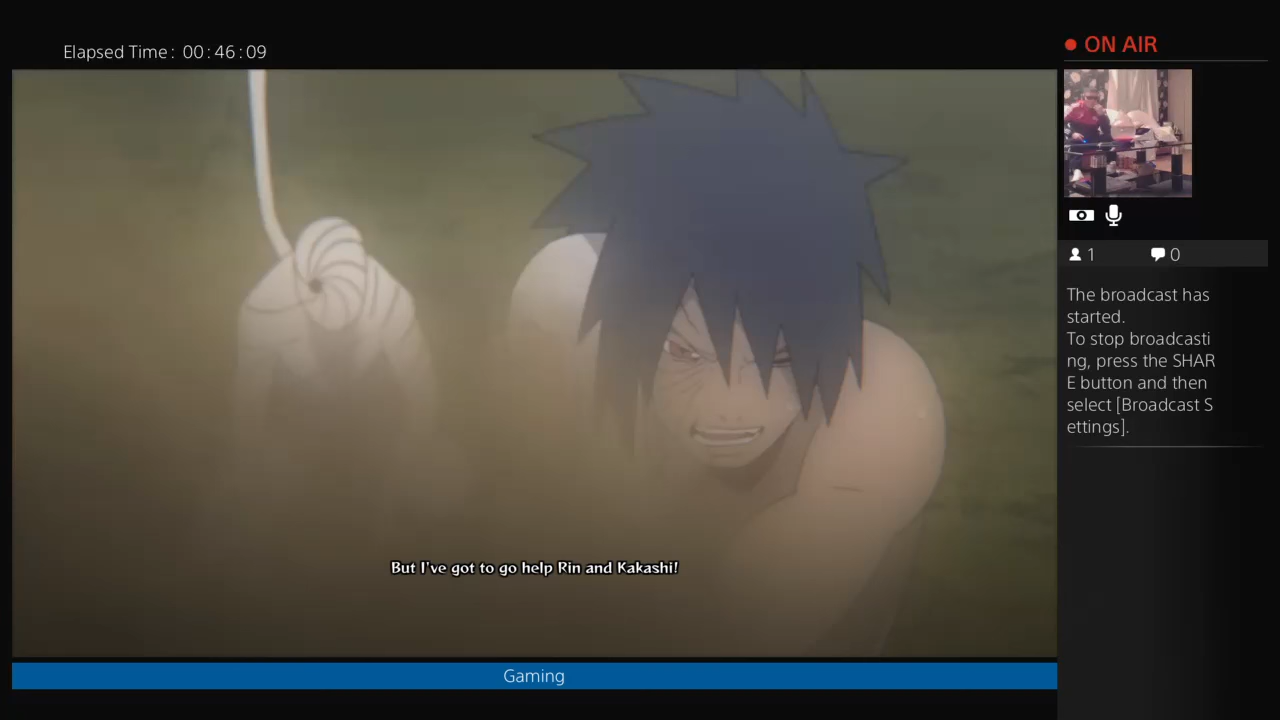 Elapsed Time: 00:46:09
ON AIR
1 0
The broadcast has
started.
To stop broadcasti
ng, press the SHAR
E button and then
select [Broadcast S
ettings].
But I've got to go help Rin and Kakashi!
Gaming